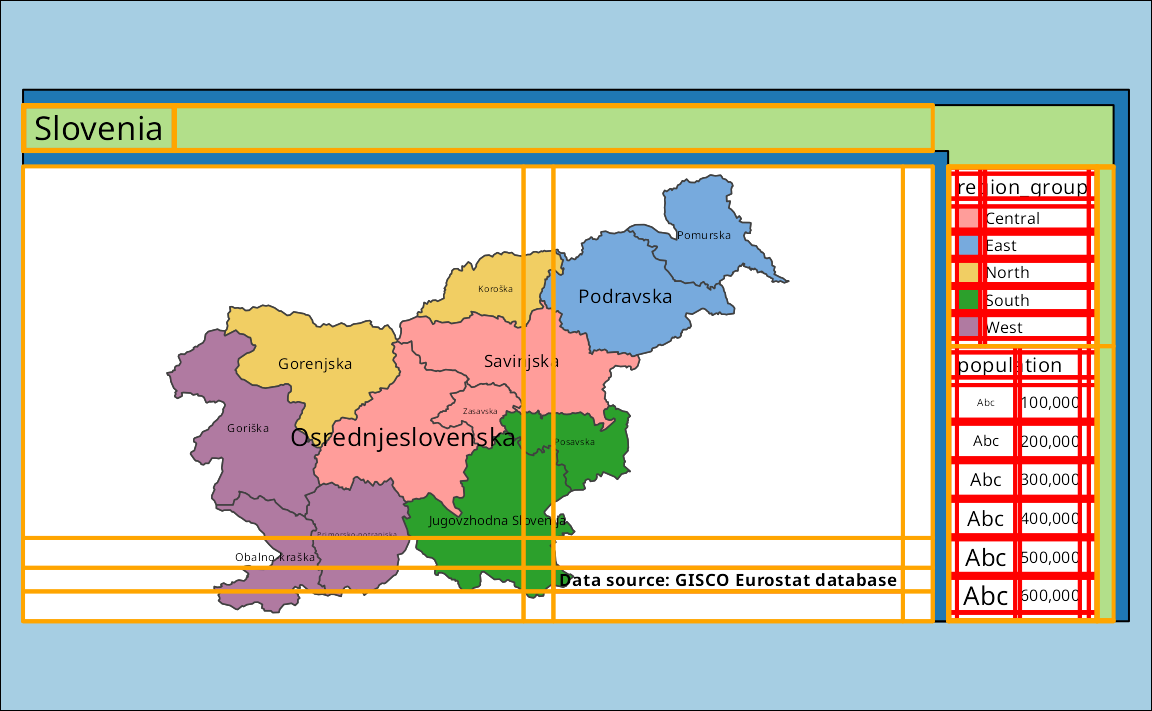 Slovenia
Pomurska
Koroška
Podravska
Gorenjska
Savinjska
Zasavska
Goriška
Osrednjeslovenska
Posavska
Jugovzhodna Slovenija
Primorsko-notranjska
Obalno-kraška
Data source: GISCO Eurostat database
region_group
Central
East
North
South
West
population
Abc 100,000
Abc 200,000
Abc 300,000
Abc 400,000
Abc 500,000
Abc 600,000